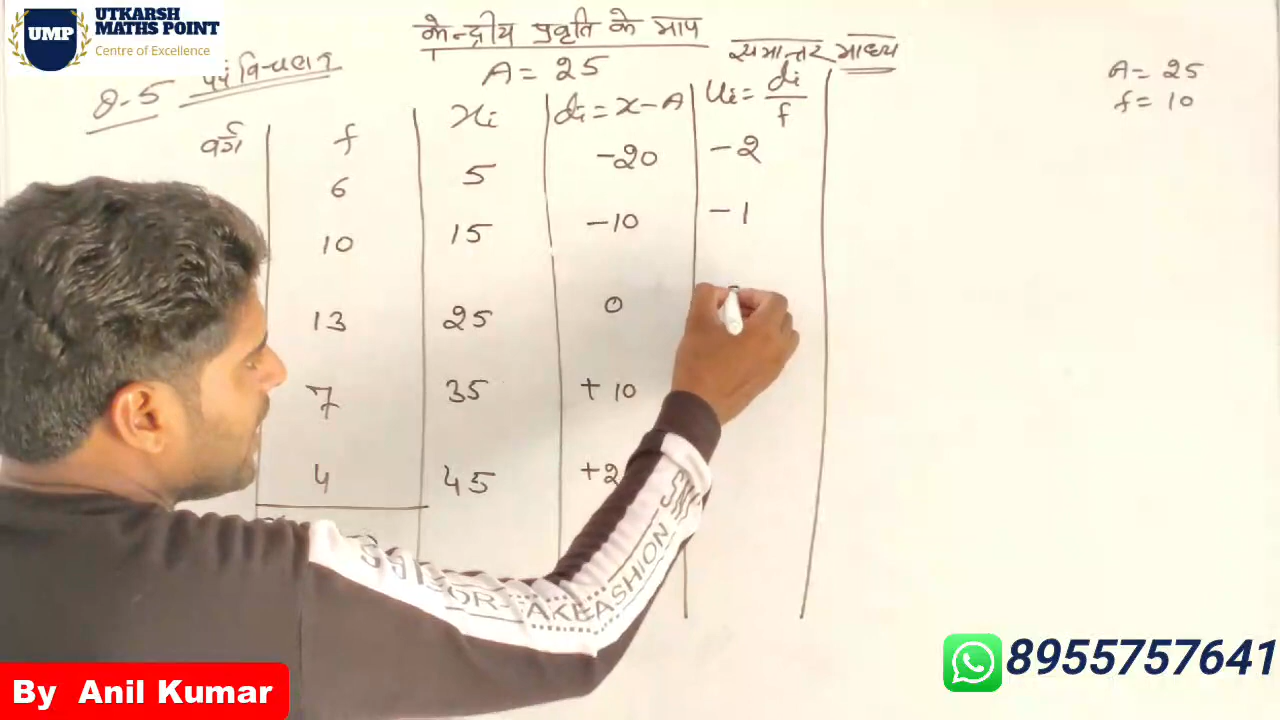 UMP
UTKARSH
MATHS POINT
Centre of Excellence
केन्द्रीय प्रवृति के माप
समान्तर माध्य
Q-5 पद विचलन
A = 25
A = 25
f = 10
वर्ग f xi di = x - A ui = di/f
6 5 -20 -2
10 15 -10 -1
13 25 0
7 35 +10
4 45 +2
By Anil Kumar
8955757641